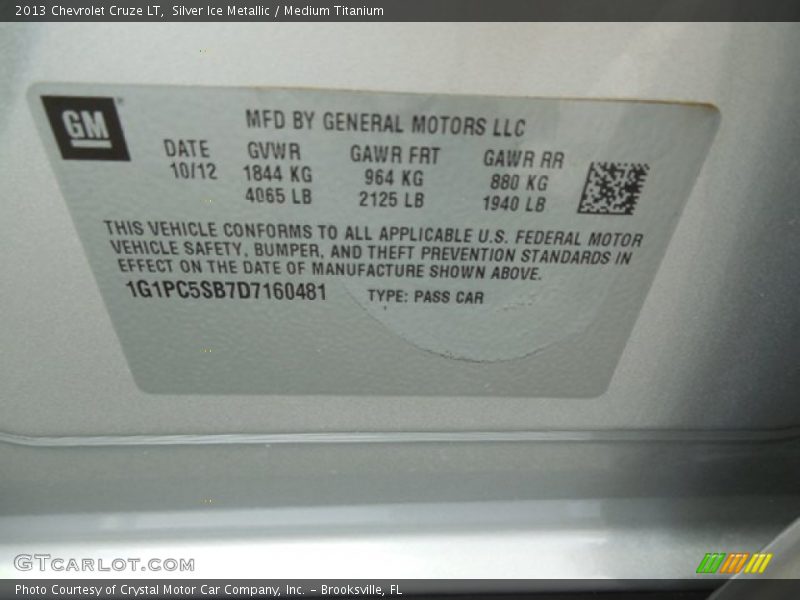 2013 Chevrolet Cruze LT,  Silver Ice Metallic / Medium Titanium
GM
MFD BY GENERAL MOTORS LLC
DATE GVWR GAWR FRT GAWR RR
10/12 1844 KG 964 KG 880 KG
4065 LB 2125 LB 1940 LB
THIS VEHICLE CONFORMS TO ALL APPLICABLE U.S. FEDERAL MOTOR
VEHICLE SAFETY, BUMPER, AND THEFT PREVENTION STANDARDS IN
EFFECT ON THE DATE OF MANUFACTURE SHOWN ABOVE.
1G1PC5SB7D7160481 TYPE: PASS CAR
GTCARLOT.COM
Photo Courtesy of Crystal Motor Car Company, Inc. – Brooksville, FL